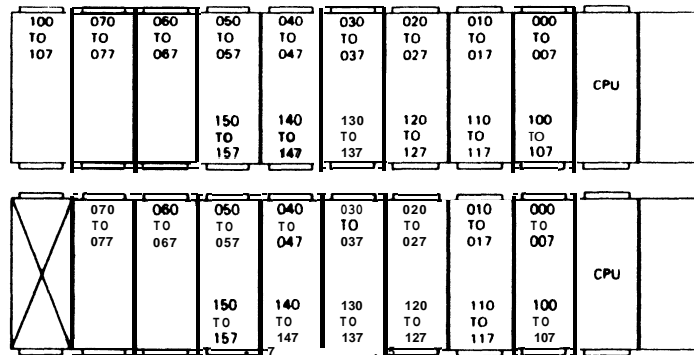 100 070 060 050 040 030 020 010 000
TO TO TO TO TO TO TO TO TO
107 077 067 057 047 037 027 017 007
CPU
150 140 130 120 110 100
TO TO TO TO TO TO
157 147 137 127 117 107
070 060 050 040 030 020 010 000
TO TO TO TO TO TO TO TO
077 067 057 047 037 027 017 007
CPU
150 140 130 120 110 100
TO TO TO TO TO TO
157 147 137 127 117 107